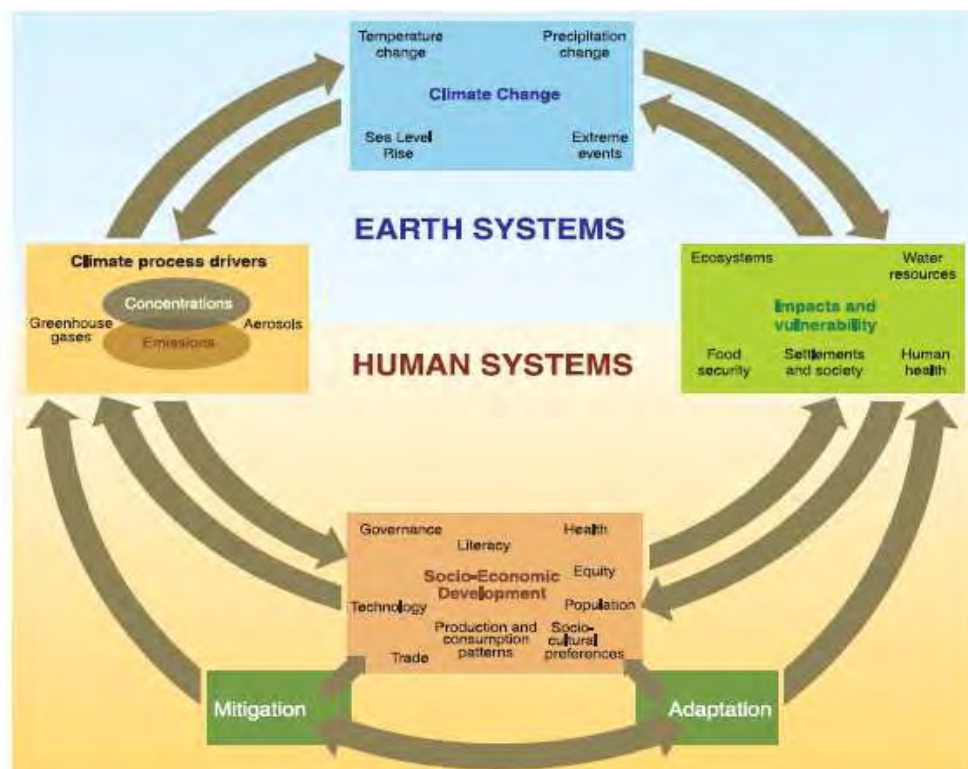 Temperature
change
Precipitation
change
Climate Change
Sea Level
Rise
Extreme
events
EARTH SYSTEMS
Climate process drivers
Concentrations
Greenhouse
gases
Aerosols
Emissions
Ecosystems
Water
resources
Impacts and
vulnerability
Food
security
Settlements
and society
Human
health
HUMAN SYSTEMS
Governance
Literacy
Health
Socio-Economic
Development
Equity
Technology
Population
Production and
consumption
patterns
Socio-
cultural
preferences
Trade
Mitigation
Adaptation